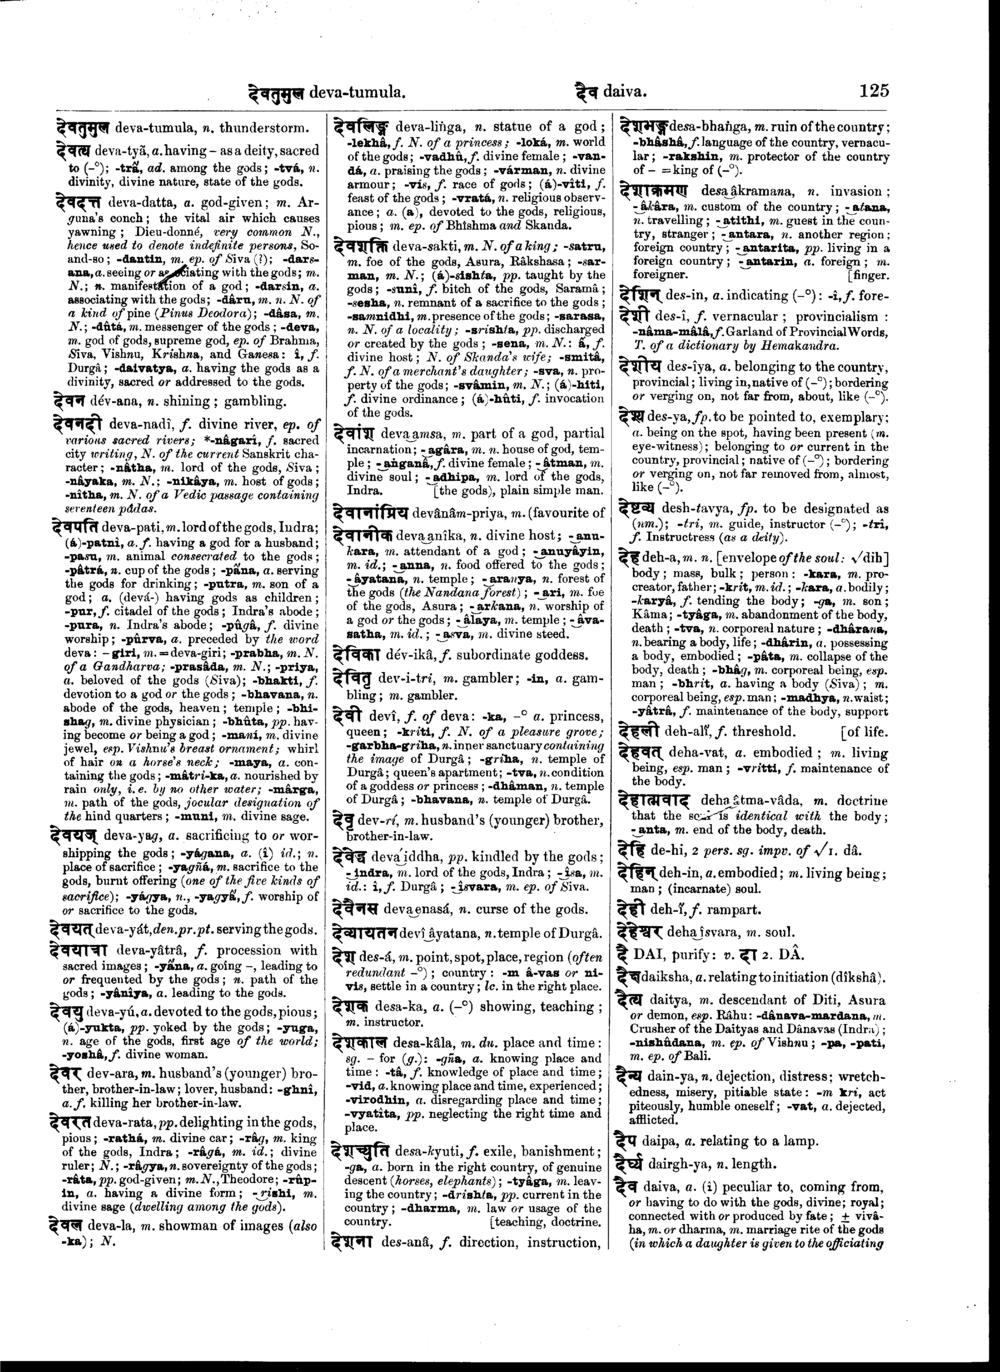 देवतुमुल deva-tumula.
दैव daiva.
125
देवतुमुल deva-tumula, n. thunderstorm.
देवत्य deva-tyã, a. having – as a deity, sacred
to (–°); -trã́, ad. among the gods; -tvá, n.
divinity, divine nature, state of the gods.
देवदत्त deva-datta, a. god-given; m. Ar-
guna's conch; the vital air which causes
yawning; Dieu-donné, very common N.,
hence used to denote indefinite persons, So-
and-so; -dantin, m. ep. of Siva (?); -dars-
ana, a. seeing or associating with the gods; m.
N.; n. manifestation of a god; -darsin, a.
associating with the gods; -dâru, m. n. N. of
a kind of pine (Pinus Deodora); -dâsa, m.
N.; -dûtá, m. messenger of the gods; -deva,
m. god of gods, supreme god, ep. of Brahma,
Siva, Vishnu, Krishna, and Ganesa: î, f.
Durgâ; -daivatya, a. having the gods as a
divinity, sacred or addressed to the gods.
देवन dév-ana, n. shining; gambling.
देवनदी deva-nadî, f. divine river, ep. of
various sacred rivers; *-nâgarî, f. sacred
city writing, N. of the current Sanskrit cha-
racter; -nâtha, m. lord of the gods, Siva;
-nâyaka, m. N.; -nikâya, m. host of gods;
-nîtha, m. N. of a Vedic passage containing
seventeen pâdas.
देवपति deva-pati, m. lord of the gods, Indra;
(á)-patnî, a. f. having a god for a husband;
-pasu, m. animal consecrated to the gods;
-pâtrá, n. cup of the gods; -pã́na, a. serving
the gods for drinking; -putra, m. son of a
god; a. (devá-) having gods as children;
-pur, f. citadel of the gods; Indra's abode;
-pura, n. Indra's abode; -pûgâ, f. divine
worship; -pûrva, a. preceded by the word
deva: – giri, m. = deva-giri; -prabha, m. N.
of a Gandharva; -prasâda, m. N.; -priya,
a. beloved of the gods (Siva); -bhakti, f.
devotion to a god or the gods; -bhavana, n.
abode of the gods, heaven; temple; -bhi-
shag, m. divine physician; -bhûta, pp. hav-
ing become or being a god; -mani, m. divine
jewel, esp. Vishnu's breast ornament; whirl
of hair on a horse's neck; -maya, a. con-
taining the gods; -mâtri-ka, a. nourished by
rain only, i.e. by no other water; -mârga,
m. path of the gods, jocular designation of
the hind quarters; -muni, m. divine sage.
देवयज् deva-yag, a. sacrificing to or wor-
shipping the gods; -yágana, a. (î) id.; n.
place of sacrifice; -yagñá, m. sacrifice to the
gods, burnt offering (one of the five kinds of
sacrifice); -yágya, n., -yagyã́, f. worship of
or sacrifice to the gods.
देवयत् deva-yát, den. pr. pt. serving the gods.
देवयात्रा deva-yâtrâ, f. procession with
sacred images; -yã́na, a. going –, leading to
or frequented by the gods; n. path of the
gods; -yânîya, a. leading to the gods.
देवयु deva-yú, a. devoted to the gods, pious;
(á)-yukta, pp. yoked by the gods; -yuga,
n. age of the gods, first age of the world;
-yoshâ, f. divine woman.
देवर dev-ara, m. husband's (younger) bro-
ther, brother-in-law; lover, husband: -ghnî,
a. f. killing her brother-in-law.
देवरत deva-rata, pp. delighting in the gods,
pious; -rathá, m. divine car; -râg, m. king
of the gods, Indra; -râgá, m. id.; divine
ruler; N.; -râgya, n. sovereignty of the gods;
-râta, pp. god-given; m. N., Theodore; -rûp-
in, a. having a divine form; -rishi, m.
divine sage (dwelling among the gods).
देवल deva-la, m. showman of images (also
-ka); N.
देवलिङ्ग deva-liṅga, n. statue of a god;
-lekhâ, f. N. of a princess; -loká, m. world
of the gods; -vadhû, f. divine female; -van-
dá, a. praising the gods; -várman, n. divine
armour; -vis, f. race of gods; (á)-vîti, f.
feast of the gods; -vratá, n. religious observ-
ance; a. (a), devoted to the gods, religious,
pious; m. ep. of Bhîshma and Skanda.
देवशक्ति deva-sakti, m. N. of a king; -satru,
m. foe of the gods, Asura, Râkshasa; -sar-
man, m. N.; (á)-sishta, pp. taught by the
gods; -sunî, f. bitch of the gods, Saramâ;
-sesha, n. remnant of a sacrifice to the gods;
-samnidhi, m. presence of the gods; -sarasa,
n. N. of a locality; -srishta, pp. discharged
or created by the gods; -sena, m. N.: ã́, f.
divine host; N. of Skanda's wife; -smitâ,
f. N. of a merchant's daughter; -sva, n. pro-
perty of the gods; -svâmin, m. N.; (á)-hiti,
f. divine ordinance; (á)-hûti, f. invocation
of the gods.
देवांश deva‿amsa, m. part of a god, partial
incarnation; -‿agâra, m. n. house of god, tem-
ple; -‿aṅganâ, f. divine female; -‿âtman, m.
divine soul; -‿adhipa, m. lord of the gods,
Indra. [the gods), plain simple man.
देवानांप्रिय devânâm-priya, m. (favourite of
देवानीक deva‿anîka, n. divine host; -‿anu-
kara, m. attendant of a god; -‿anuyâyin,
m. id.; -‿anna, n. food offered to the gods;
-‿âyatana, n. temple; -‿aranya, n. forest of
the gods (the Nandana forest); -‿ari, m. foe
of the gods, Asura; -‿arkana, n. worship of
a god or the gods; -‿âlaya, m. temple; -‿âva-
satha, m. id.; -‿asva, m. divine steed.
देविका dév-ikâ, f. subordinate goddess.
देवितृ dev-i-tri, m. gambler; -in, a. gam-
bling; m. gambler.
देवी devî, f. of deva: -ka, –° a. princess,
queen; -kriti, f. N. of a pleasure grove;
-garbha-griha, n. inner sanctuary containing
the image of Durgâ; -griha, n. temple of
Durgâ; queen's apartment; -tva, n. condition
of a goddess or princess; -dhâman, n. temple
of Durgâ; -bhavana, n. temple of Durgâ.
देवृ dev-rí, m. husband's (younger) brother,
brother-in-law.
देवेद्ध devá‿iddha, pp. kindled by the gods;
-‿indra, m. lord of the gods, Indra; -‿îsa, m.
id.: î, f. Durgâ; -‿îsvara, m. ep. of Siva.
देवैनस deva‿enasá, n. curse of the gods.
देव्यायतन devî‿âyatana, n. temple of Durgâ.
देश des-á, m. point, spot, place, region (often
redundant –°); country: -m â-vas or ni-
vis, settle in a country; lc. in the right place.
देशक desa-ka, a. (–°) showing, teaching;
m. instructor.
देशकाल desa-kâla, m. du. place and time:
sg. – for (g.): -gña, a. knowing place and
time: -tâ, f. knowledge of place and time;
-vid, a. knowing place and time, experienced;
-virodhin, a. disregarding place and time;
-vyatîta, pp. neglecting the right time and
place.
देशच्युति desa-kyuti, f. exile, banishment;
-ga, a. born in the right country, of genuine
descent (horses, elephants); -tyâga, m. leav-
ing the country; -drishta, pp. current in the
country; -dharma, m. law or usage of the
country. [teaching, doctrine.
देशना des-anâ, f. direction, instruction,
देशभङ्ग desa-bhaṅga, m. ruin of the country;
-bhâshâ, f. language of the country, vernacu-
lar; -rakshin, m. protector of the country
of – = king of (–°).
देशाक्रमण desa‿âkramana, n. invasion;
-‿âkâra, m. custom of the country; -‿atana,
n. travelling; -‿atithi, m. guest in the coun-
try, stranger; -‿antara, n. another region;
foreign country; -‿antarita, pp. living in a
foreign country; -‿antarin, a. foreign; m.
foreigner. [finger.
देशिन् des-in, a. indicating (–°): -î, f. fore-
देशी des-î, f. vernacular; provincialism:
-nâma-mâlâ, f. Garland of Provincial Words,
T. of a dictionary by Hemakandra.
देशीय des-îya, a. belonging to the country,
provincial; living in, native of (–°); bordering
or verging on, not far from, about, like (–°).
देश्य des-ya, fp. to be pointed to, exemplary;
a. being on the spot, having been present (m.
eye-witness); belonging to or current in the
country, provincial; native of (–°); bordering
or verging on, not far removed from, almost,
like (–°).
देष्टव्य desh-tavya, fp. to be designated as
(nm.); -tri, m. guide, instructor (–°); -trî,
f. Instructress (as a deity).
देह deh-a, m. n. [envelope of the soul: √dih]
body; mass, bulk; person: -kara, m. pro-
creator, father; -krit, m. id.; -kara, a. bodily;
-karyâ, f. tending the body; -ga, m. son;
Kâma; -tyâga, m. abandonment of the body,
death; -tva, n. corporeal nature; -dhârana,
n. bearing a body, life; -dhârin, a. possessing
a body, embodied; -pâta, m. collapse of the
body, death; -bhâg, m. corporeal being, esp.
man; -bhrit, a. having a body (Siva); m.
corporeal being, esp. man; -madhya, n. waist;
-yâtrâ, f. maintenance of the body, support
देहली deh-alî̆, f. threshold. [of life.
देहवत् deha-vat, a. embodied; m. living
being, esp. man; -vritti, f. maintenance of
the body.
देहात्मवाद deha‿âtma-vâda, m. doctrine
that the soul is identical with the body;
-‿anta, m. end of the body, death.
देहि de-hi, 2 pers. sg. impv. of √1. dâ.
देहिन् deh-in, a. embodied; m. living being;
man; (incarnate) soul.
देही deh-î̆, f. rampart.
देहेश्वर deha‿îsvara, m. soul.
दै DAI, purify: v. दा 2. DÂ.
दैक्ष daiksha, a. relating to initiation (dîkshâ).
दैत्य daitya, m. descendant of Diti, Asura
or demon, esp. Râhu: -dânava-mardana, m.
Crusher of the Daityas and Dânavas (Indra);
-nishûdana, m. ep. of Vishnu; -pa, -pati,
m. ep. of Bali.
दैन्य dain-ya, n. dejection, distress; wretch-
edness, misery, pitiable state: -m kri, act
piteously, humble oneself; -vat, a. dejected,
afflicted.
दैप daipa, a. relating to a lamp.
दैर्घ्य dairgh-ya, n. length.
दैव daiva, a. (î) peculiar to, coming from,
or having to do with the gods, divine; royal;
connected with or produced by fate; ± vivâ-
ha, m. or dharma, m. marriage rite of the gods
(in which a daughter is given to the officiating